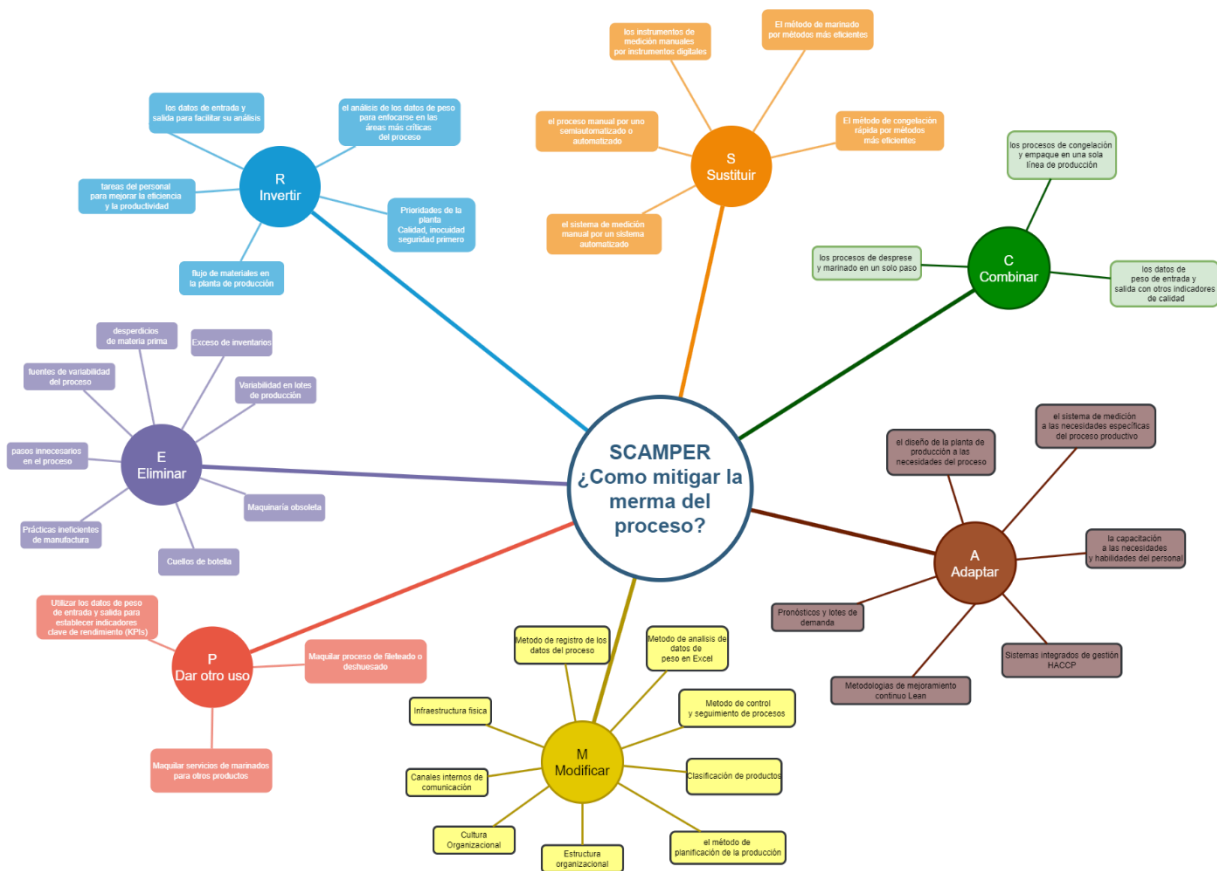 SCAMPER
¿Como mitigar la
merma del
proceso?
S
Sustituir
los instrumentos de
medición manuales
por instrumentos digitales
El método de marinado
por métodos más eficientes
el proceso manual por uno
semiautomatizado o
automatizado
El método de congelación
rápida por métodos
más eficientes
el sistema de medición
manual por un sistema
automatizado
C
Combinar
los procesos de congelación
y empaque en una sola
línea de producción
los procesos de desprese
y marinado en un solo paso
los datos de
peso de entrada y
salida con otros indicadores
de calidad
A
Adaptar
el sistema de medición
a las necesidades específicas
del proceso productivo
el diseño de la planta de
producción a las
necesidades del proceso
la capacitación
a las necesidades
y habilidades del personal
Pronósticos y lotes de
demanda
Sistemas integrados de gestión
HACCP
Metodologias de mejoramiento
continuo Lean
M
Modificar
Metodo de registro de los
datos del proceso
Metodo de analisis de
datos de
peso en Excel
Infraestructura fisica
Metodo de control
y seguimiento de procesos
Canales internos de
comunicación
Clasificación de productos
Cultura
Organizacional
Estructura
organizacional
el método de
planificación de la producción
P
Dar otro uso
Utilizar los datos de peso
de entrada y salida para
establecer indicadores
clave de rendimiento (KPIs)
Maquilar proceso de fileteado o
deshuesado
Maquilar servicios de marinados
para otros productos
E
Eliminar
desperdicios
de materia prima
Exceso de inventarios
fuentes de variabilidad
del proceso
Variabilidad en lotes
de producción
pasos innecesarios
en el proceso
Maquinaría obsoleta
Prácticas ineficientes
de manufactura
Cuellos de botella
R
Invertir
los datos de entrada y
salida para facilitar su análisis
el análisis de los datos de peso
para enfocarse en las
áreas más críticas
del proceso
tareas del personal
para mejorar la eficiencia
y la productividad
Prioridades de la
planta
Calidad, inocuidad
seguridad primero
flujo de materiales en
la planta de producción